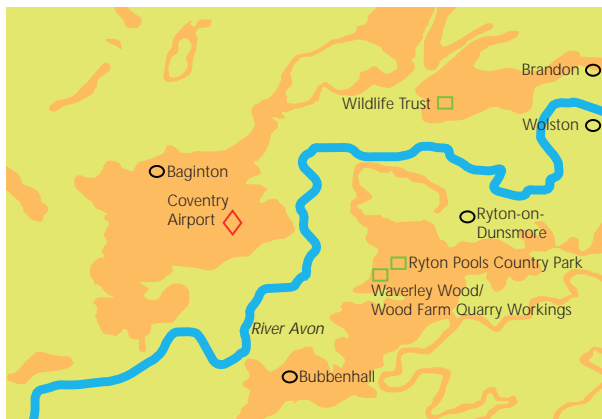 Brandon
Wildlife Trust
Wolston
Baginton
Coventry
Airport
Ryton-on-
Dunsmore
Ryton Pools Country Park
Waverley Wood/
Wood Farm Quarry Workings
River Avon
Bubbenhall